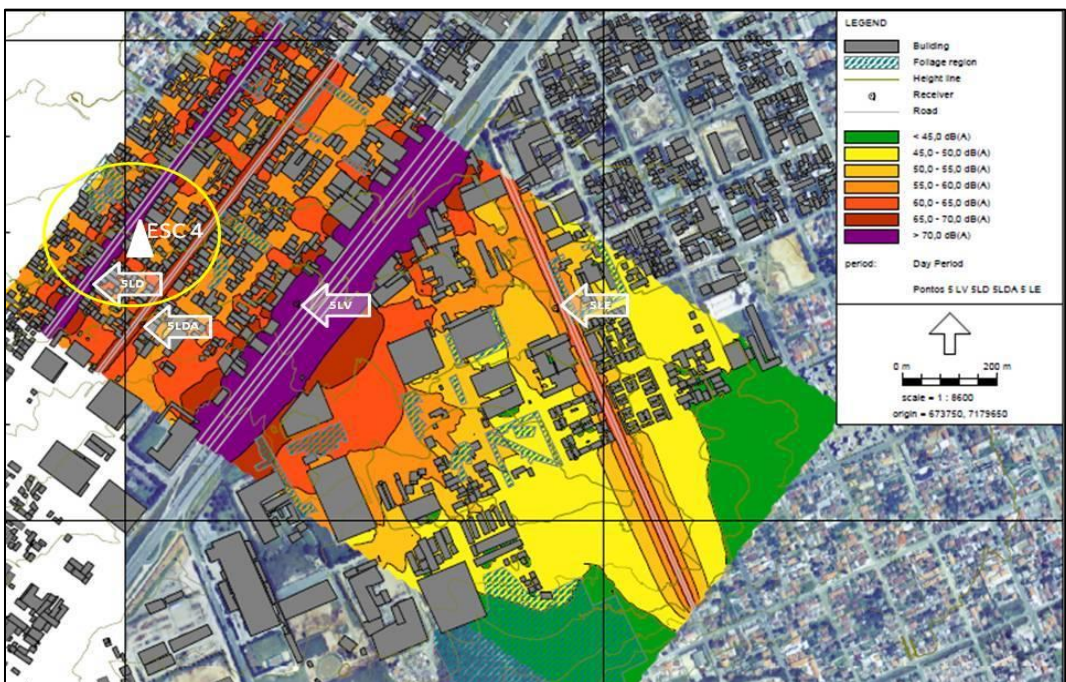 LEGEND
Building
Foliage region
Height line
Receiver
Road
< 45,0 dB(A)
45,0 - 50,0 dB(A)
50,0 - 55,0 dB(A)
55,0 - 60,0 dB(A)
60,0 - 65,0 dB(A)
65,0 - 70,0 dB(A)
> 70,0 dB(A)
period: Day Period
Pontos 5 LV 5LD 5LDA 5 LE
0 m 200 m
scale = 1 : 8600
origin = 673750, 7179650
ESC 4
5LD
5LDA
5LV
5LE